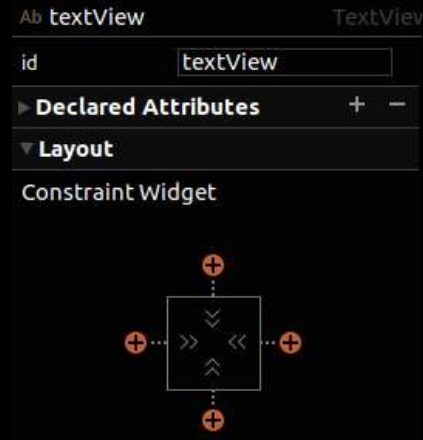 Ab textView TextView
id textView
Declared Attributes + −
Layout
Constraint Widget